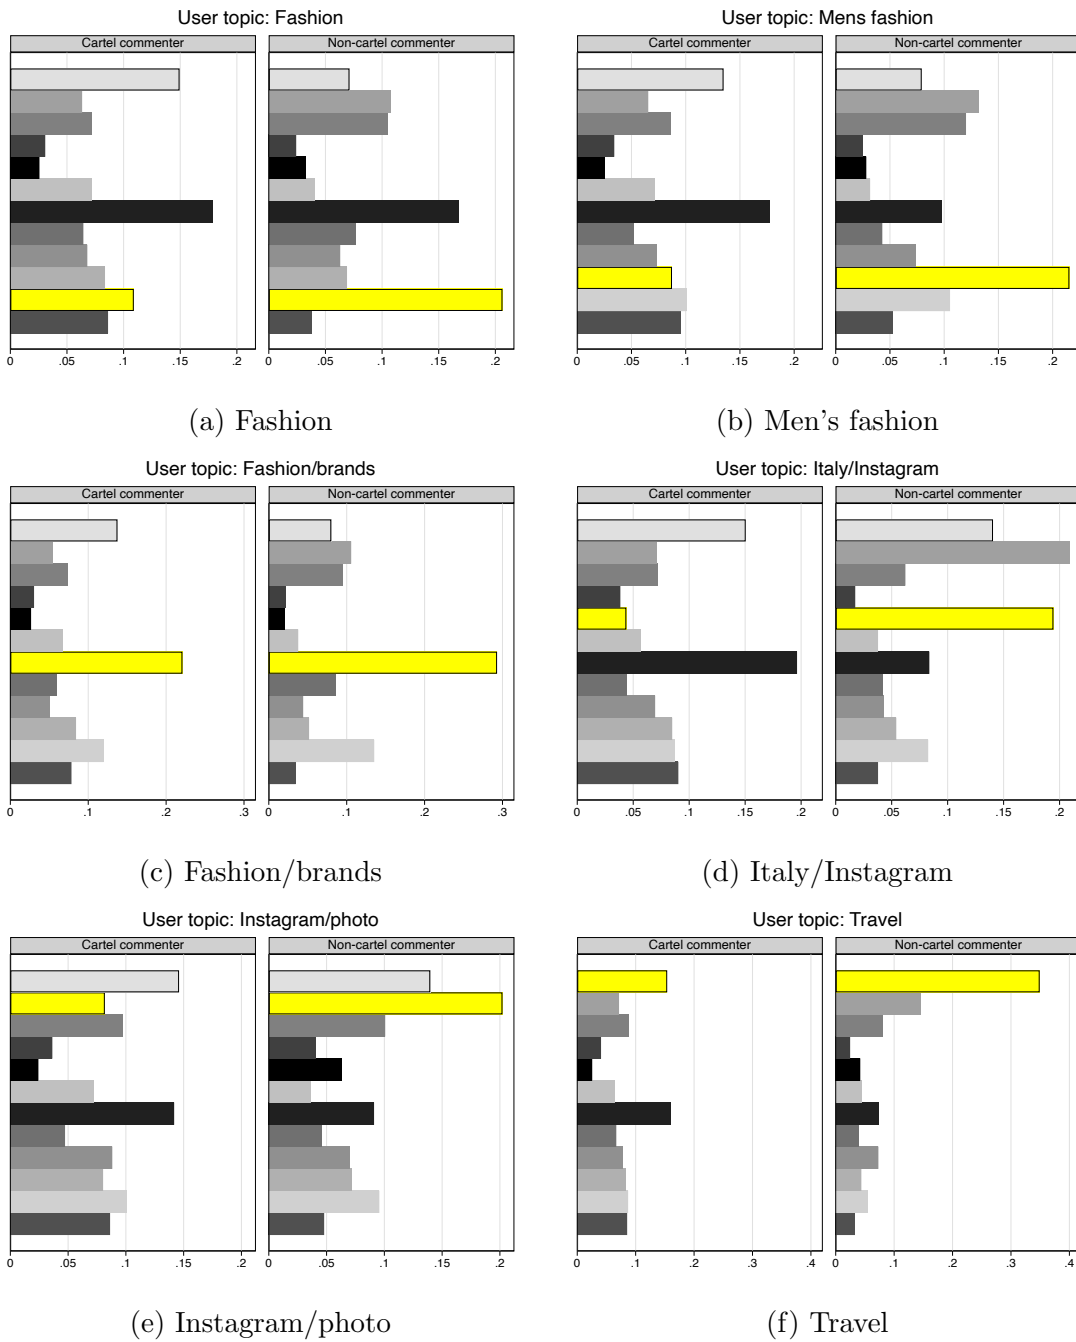 User topic: Fashion
Cartel commenter
Non-cartel commenter
0 .05 .1 .15 .2
0 .05 .1 .15 .2
(a) Fashion
User topic: Mens fashion
Cartel commenter
Non-cartel commenter
0 .05 .1 .15 .2
0 .05 .1 .15 .2
(b) Men's fashion
User topic: Fashion/brands
Cartel commenter
Non-cartel commenter
0 .1 .2 .3
0 .1 .2 .3
(c) Fashion/brands
User topic: Italy/Instagram
Cartel commenter
Non-cartel commenter
0 .05 .1 .15 .2
0 .05 .1 .15 .2
(d) Italy/Instagram
User topic: Instagram/photo
Cartel commenter
Non-cartel commenter
0 .05 .1 .15 .2
0 .05 .1 .15 .2
(e) Instagram/photo
User topic: Travel
Cartel commenter
Non-cartel commenter
0 .1 .2 .3 .4
0 .1 .2 .3 .4
(f) Travel